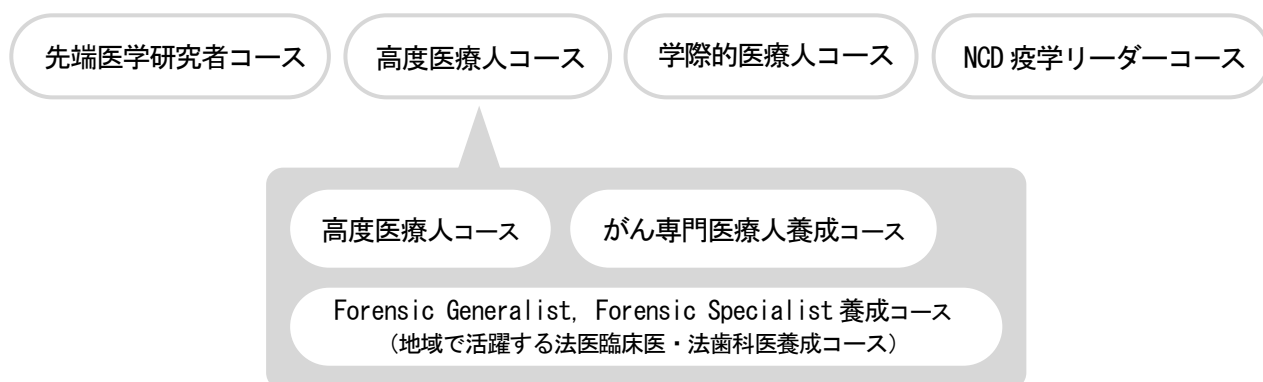 先端医学研究者コース
高度医療人コース
学際的医療人コース
NCD 疫学リーダーコース
高度医療人コース
がん専門医療人養成コース
Forensic Generalist, Forensic Specialist 養成コース
（地域で活躍する法医臨床医・法歯科医養成コース）